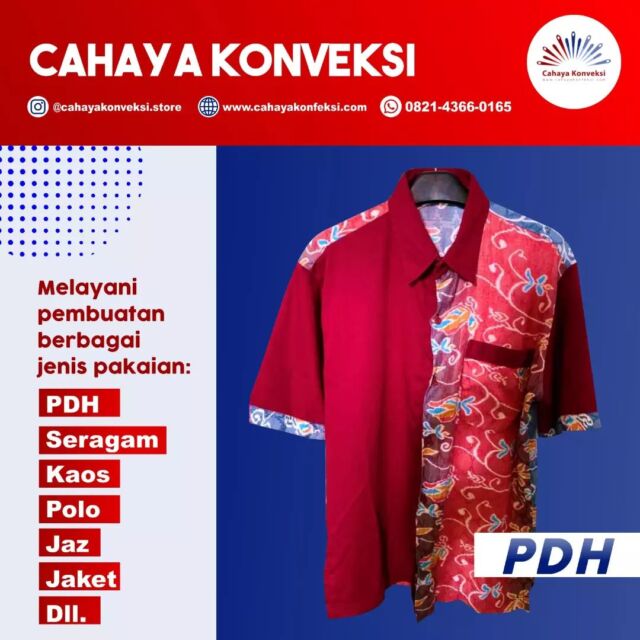 CAHAYA KONVEKSI
@cahayakonveksi.store
www.cahayakonfeksi.com
0821-4366-0165
Cahaya Konveksi
Melayani
pembuatan
berbagai
jenis pakaian:
PDH
Seragam
Kaos
Polo
Jaz
Jaket
Dll.
PDH